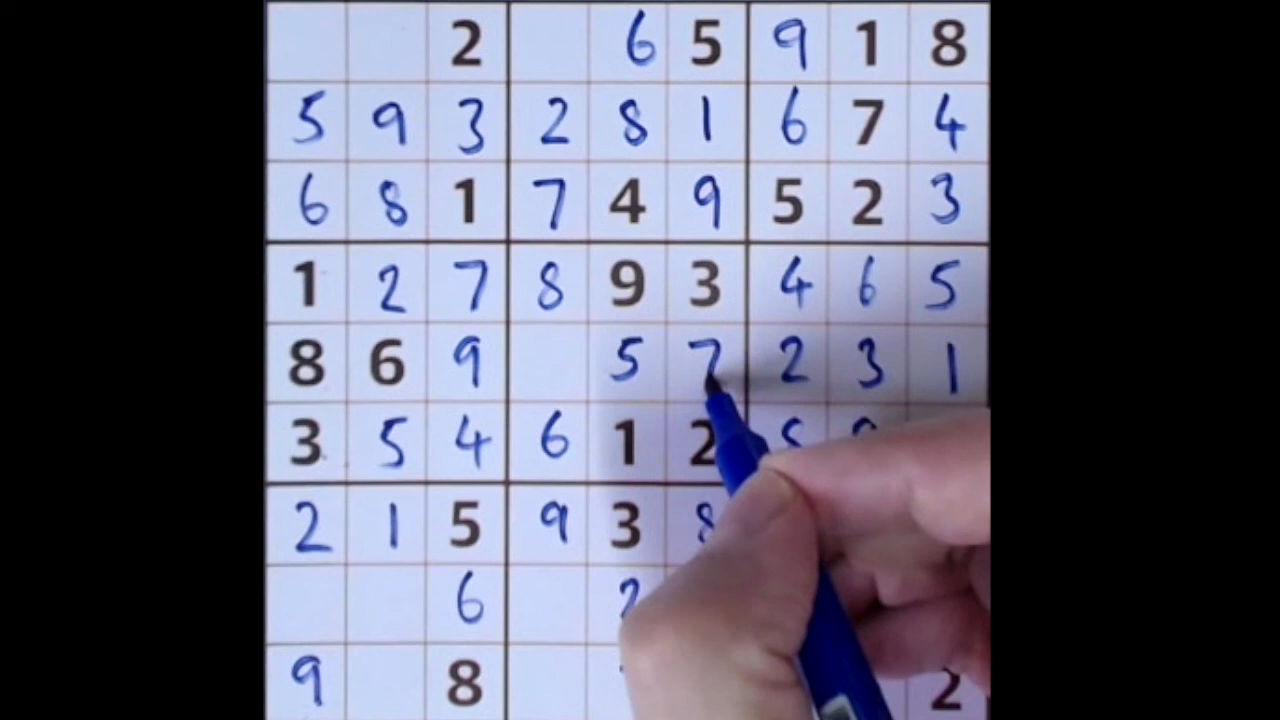 2 6 5 9 1 8
5 9 3 2 8 1 6 7 4
6 8 1 7 4 9 5 2 3
1 2 7 8 9 3 4 6 5
8 6 9 5 7 2 3 1
3 5 4 6 1 2
2 1 5 9 3 8
6 2
9 8 2